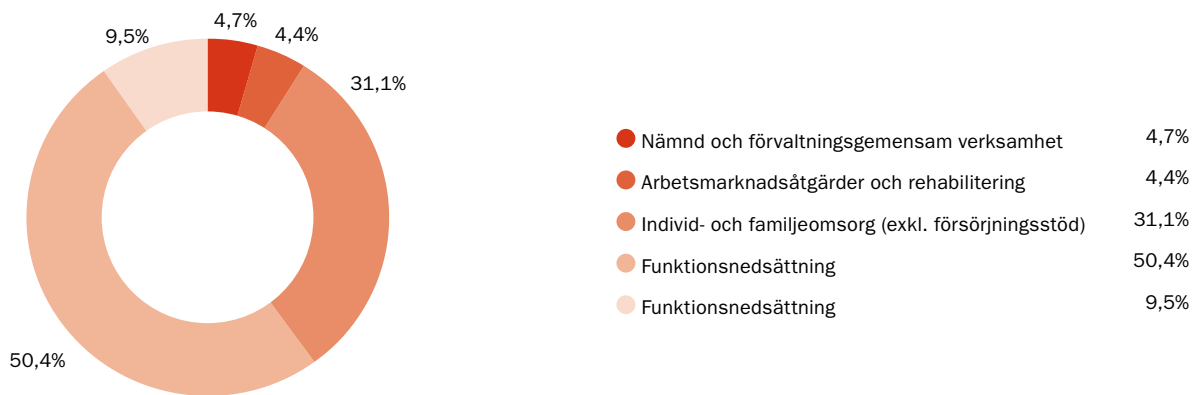 4,7%
9,5%
4,4%
31,1%
50,4%
Nämnd och förvaltningsgemensam verksamhet 4,7%
Arbetsmarknadsåtgärder och rehabilitering 4,4%
Individ- och familjeomsorg (exkl. försörjningsstöd) 31,1%
Funktionsnedsättning 50,4%
Funktionsnedsättning 9,5%